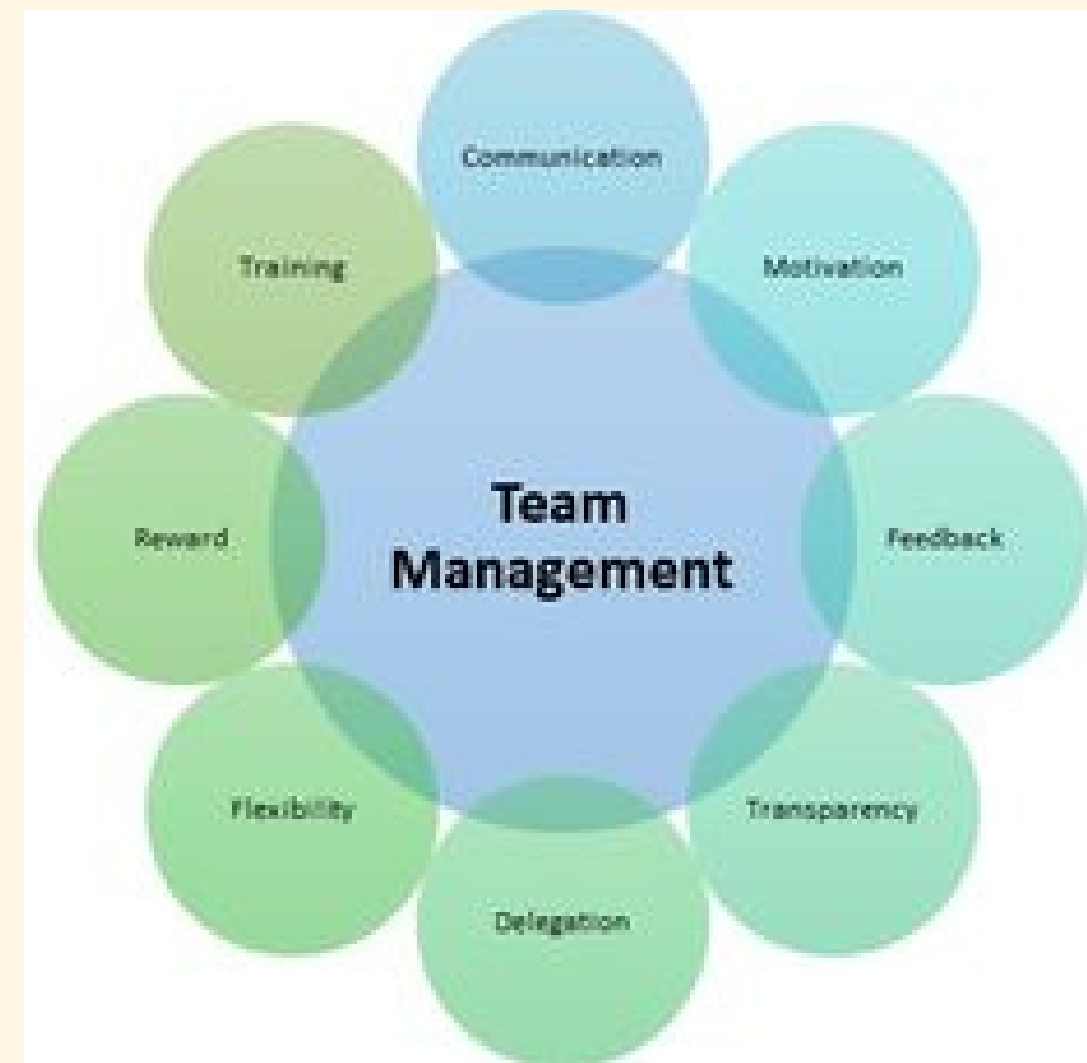 Communication
Motivation
Feedback
Transparency
Delegation
Flexibility
Reward
Training
Team
Management